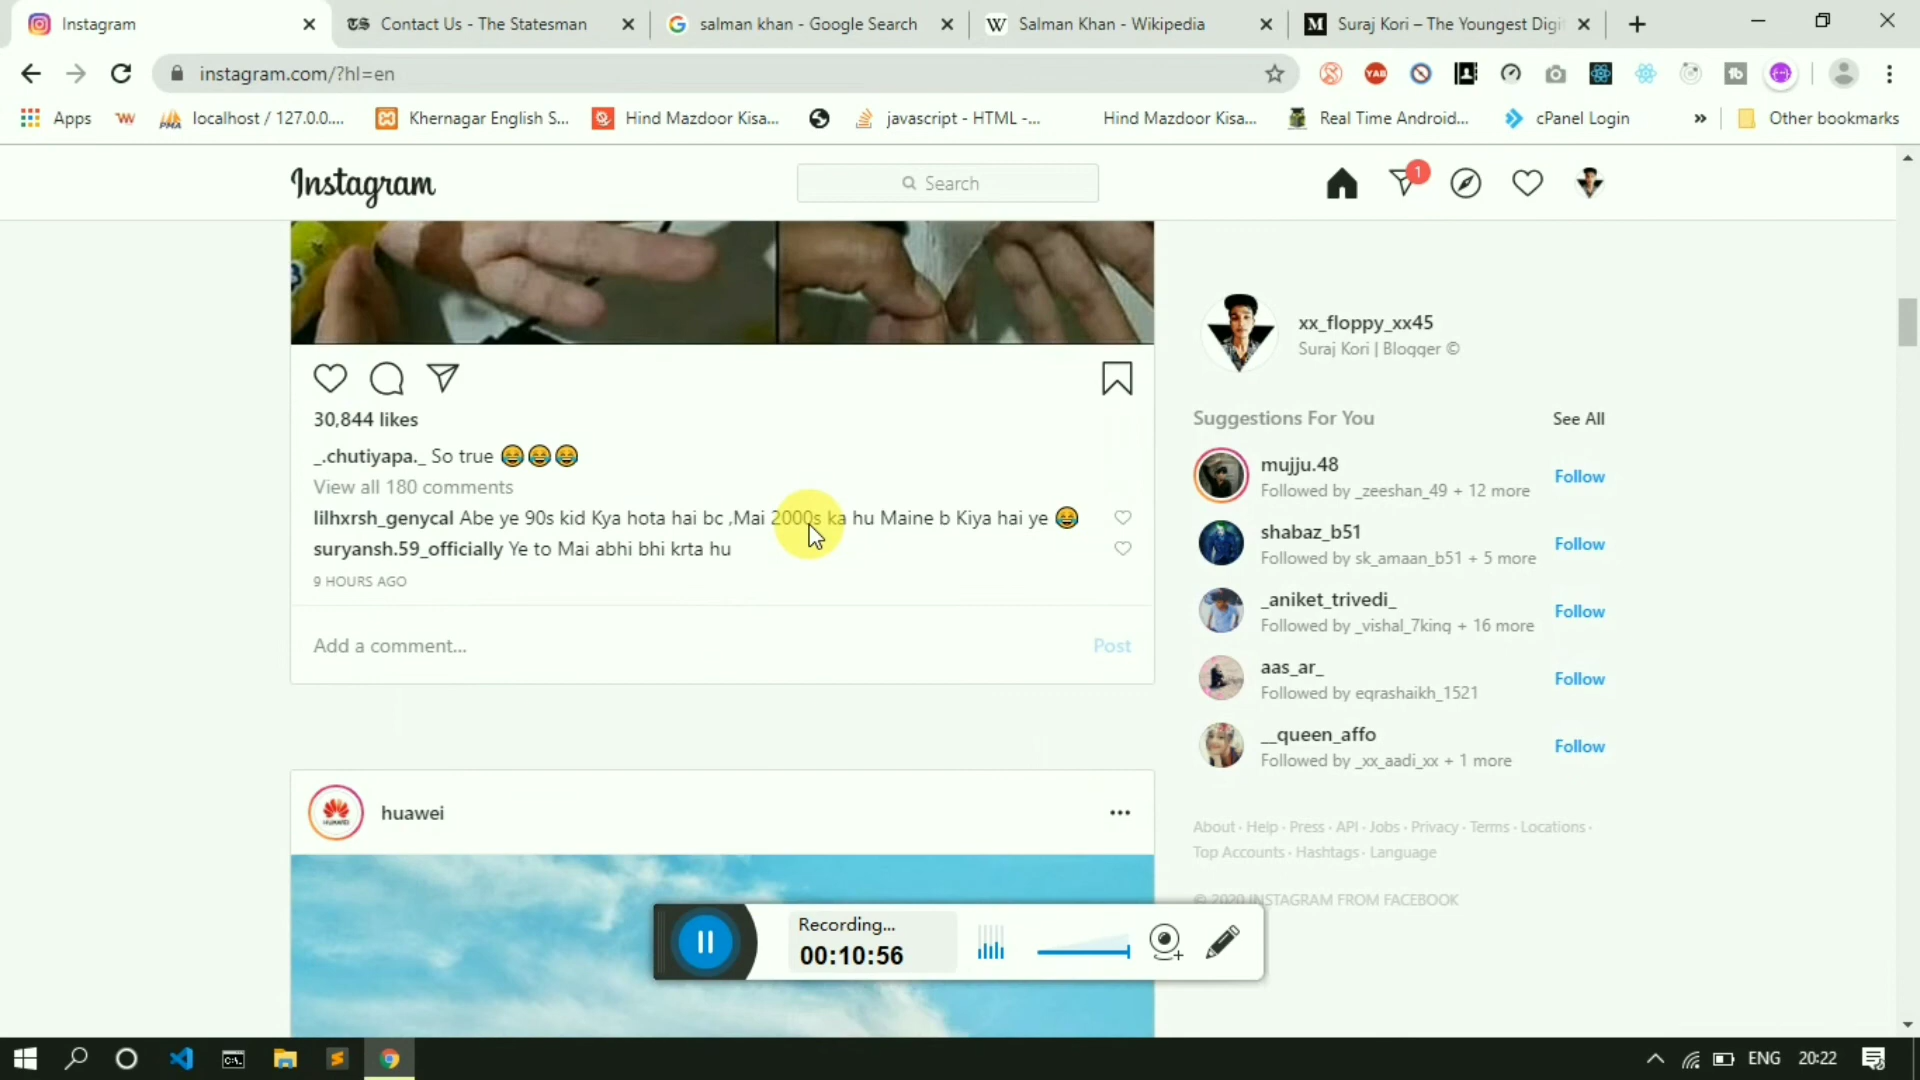 Instagram
Contact Us - The Statesman
salman khan - Google Search
Salman Khan - Wikipedia
Suraj Kori – The Youngest Digi
instagram.com/?hl=en
Apps
localhost / 127.0.0....
Khernagar English S...
Hind Mazdoor Kisa...
javascript - HTML -...
Hind Mazdoor Kisa...
Real Time Android...
cPanel Login
»
Other bookmarks
Instagram
Search
1
xx_floppy_xx45
Suraj Kori | Blogger ©
30,844 likes
_.chutiyapa._ So true 😂😂😂
View all 180 comments
lilhxrsh_genycal Abe ye 90s kid Kya hota hai bc ,Mai 2000s ka hu Maine b Kiya hai ye 😂
suryansh.59_officially Ye to Mai abhi bhi krta hu
9 HOURS AGO
Add a comment...
Post
Suggestions For You
See All
mujju.48
Followed by _zeeshan_49 + 12 more
Follow
shabaz_b51
Followed by sk_amaan_b51 + 5 more
Follow
_aniket_trivedi_
Followed by _vishal_7king + 16 more
Follow
aas_ar_
Followed by eqrashaikh_1521
Follow
__queen_affo
Followed by _xx_aadi_xx + 1 more
Follow
About · Help · Press · API · Jobs · Privacy · Terms · Locations ·
Top Accounts · Hashtags · Language
© 2020 INSTAGRAM FROM FACEBOOK
huawei
Recording...
00:10:56
ENG
20:22